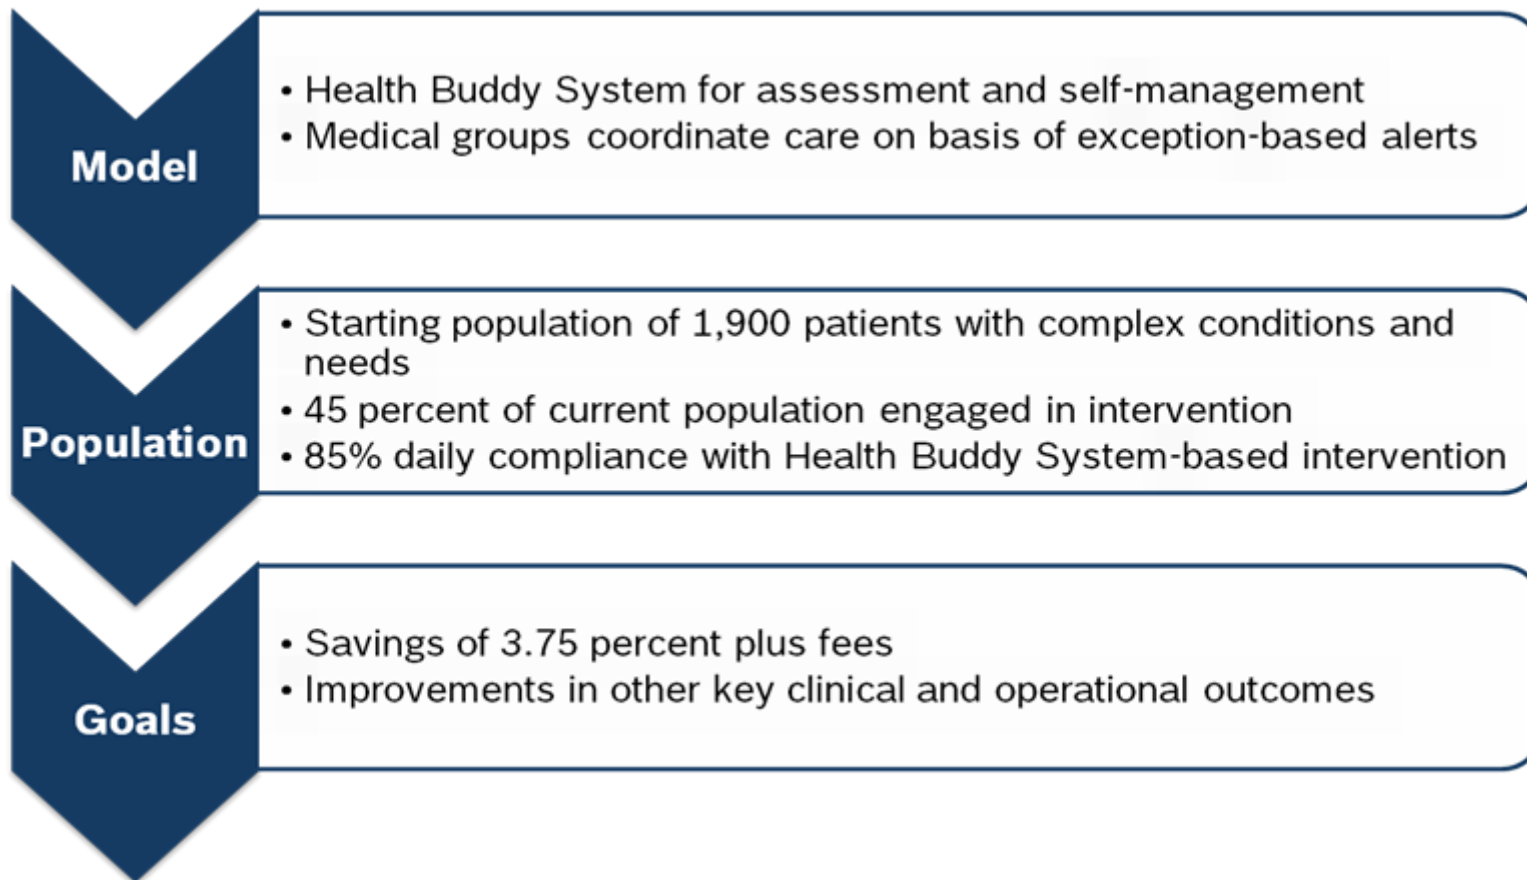 Model
• Health Buddy System for assessment and self-management
• Medical groups coordinate care on basis of exception-based alerts
Population
• Starting population of 1,900 patients with complex conditions and
needs
• 45 percent of current population engaged in intervention
• 85% daily compliance with Health Buddy System-based intervention
Goals
• Savings of 3.75 percent plus fees
• Improvements in other key clinical and operational outcomes